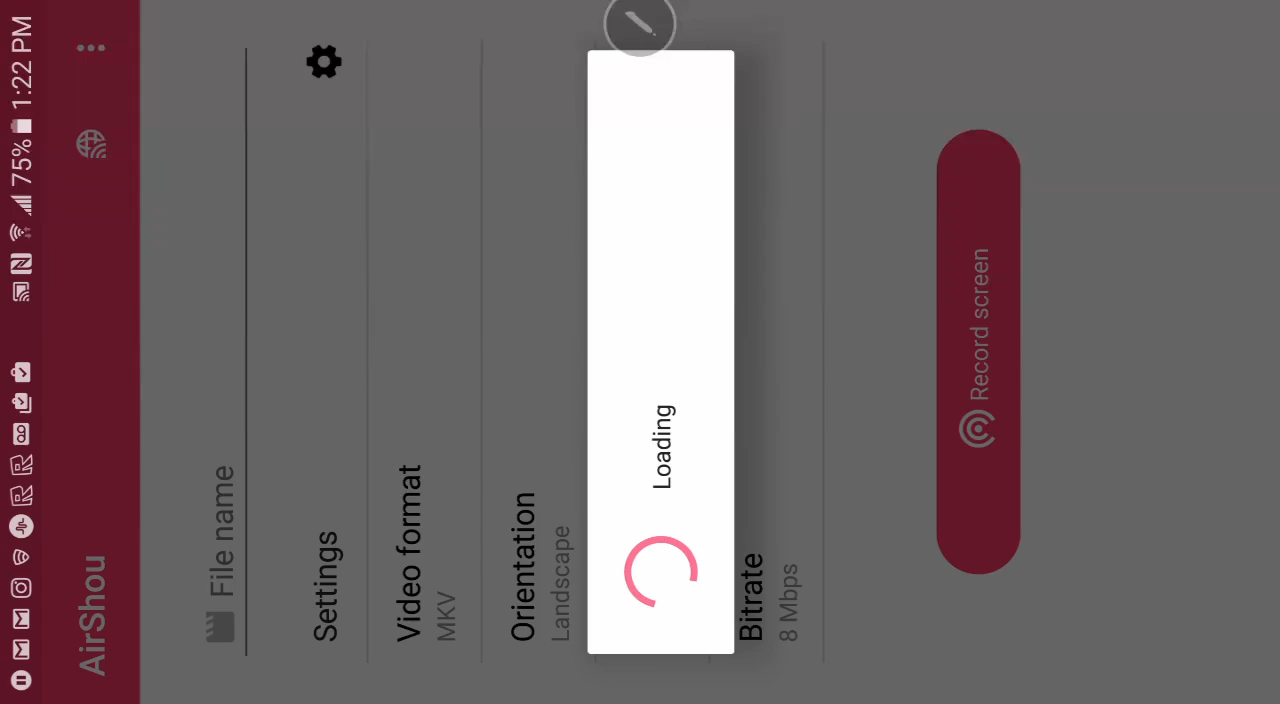 75% 1:22 PM
AirShou
File name
Settings
Video format
MKV
Orientation
Landscape
Loading
Bitrate
8 Mbps
Record screen